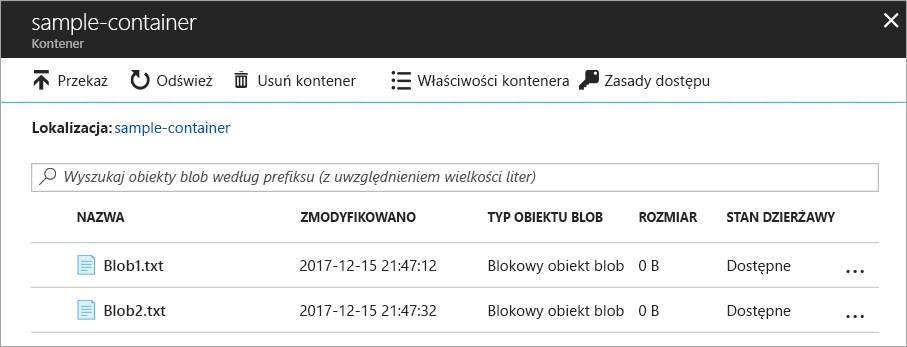 sample-container
Kontener
Przekaż Odśwież Usuń kontener Właściwości kontenera Zasady dostępu
Lokalizacja: sample-container
Wyszukaj obiekty blob według prefiksu (z uwzględnieniem wielkości liter)
NAZWA ZMODYFIKOWANO TYP OBIEKTU BLOB ROZMIAR STAN DZIERŻAWY
Blob1.txt 2017-12-15 21:47:12 Blokowy obiekt blob 0 B Dostępne ...
Blob2.txt 2017-12-15 21:47:32 Blokowy obiekt blob 0 B Dostępne ...